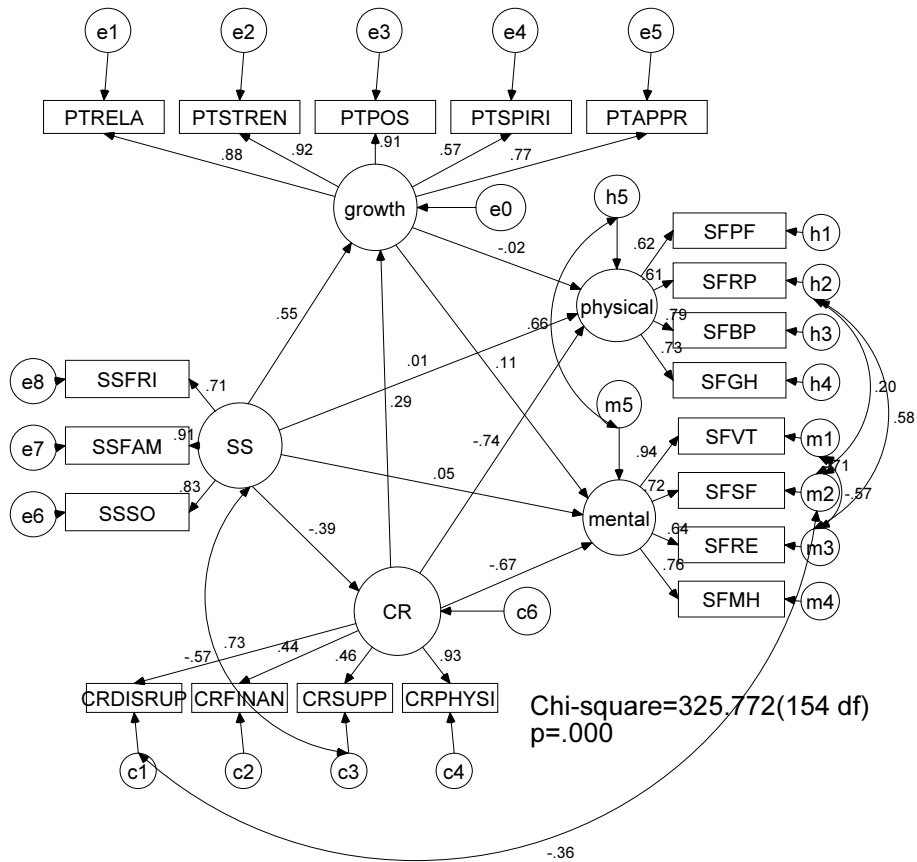 e1 e2 e3 e4 e5
PTRELA PTSTREN PTPOS PTSPIRI PTAPPR
.88 .92 .91 .57 .77
growth e0 h5
-.02 .62 SFPF h1
.61 SFRP h2
physical
.55 .66 .79 SFBP h3
.01 .11 .73 SFGH h4
e8 SSFRI .71 .29 m5 .20 .58
-.74 .94 SFVT m1
e7 SSFAM .91 SS .05 .71
.72 SFSF m2 -.57
e6 SSSO .83 mental
-.39 .64 SFRE m3
-.67 .76
CR c6 SFMH m4
-.57 .73 .44 .46 .93
CRDISRUP CRFINAN CRSUPP CRPHYSI
Chi-square=325.772(154 df)
p=.000
c1 c2 c3 c4
-.36